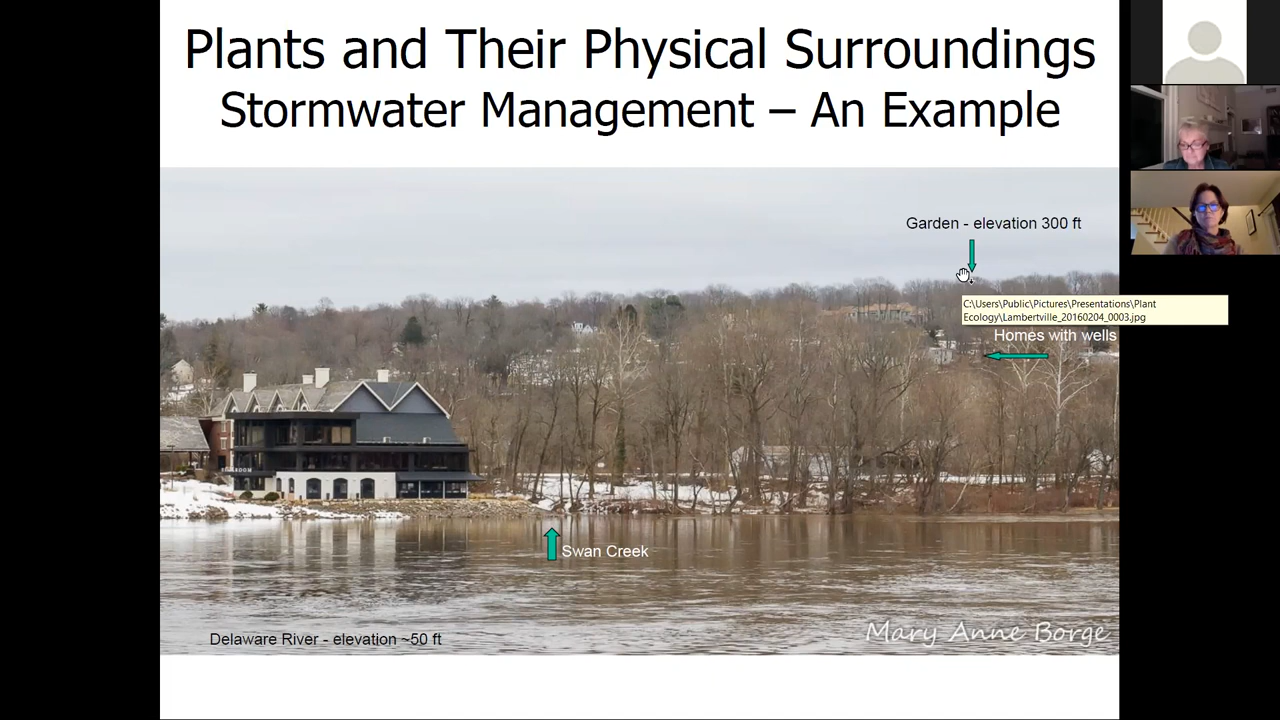 Plants and Their Physical Surroundings
Stormwater Management – An Example
Garden - elevation 300 ft
C:\Users\Public\Pictures\Presentations\Plant
Ecology\Lambertville_20160204_0003.jpg
Homes with wells
Swan Creek
Delaware River - elevation ~50 ft
Mary Anne Borge